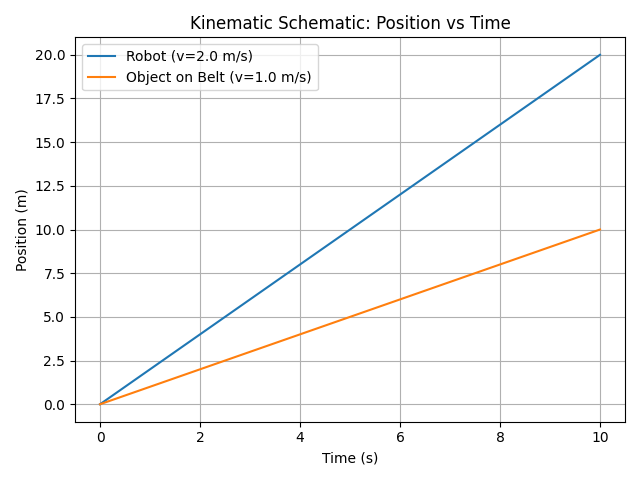 Kinematic Schematic: Position vs Time
Robot (v=2.0 m/s)
Object on Belt (v=1.0 m/s)
Position (m)
20.0
17.5
15.0
12.5
10.0
7.5
5.0
2.5
0.0
0 2 4 6 8 10
Time (s)